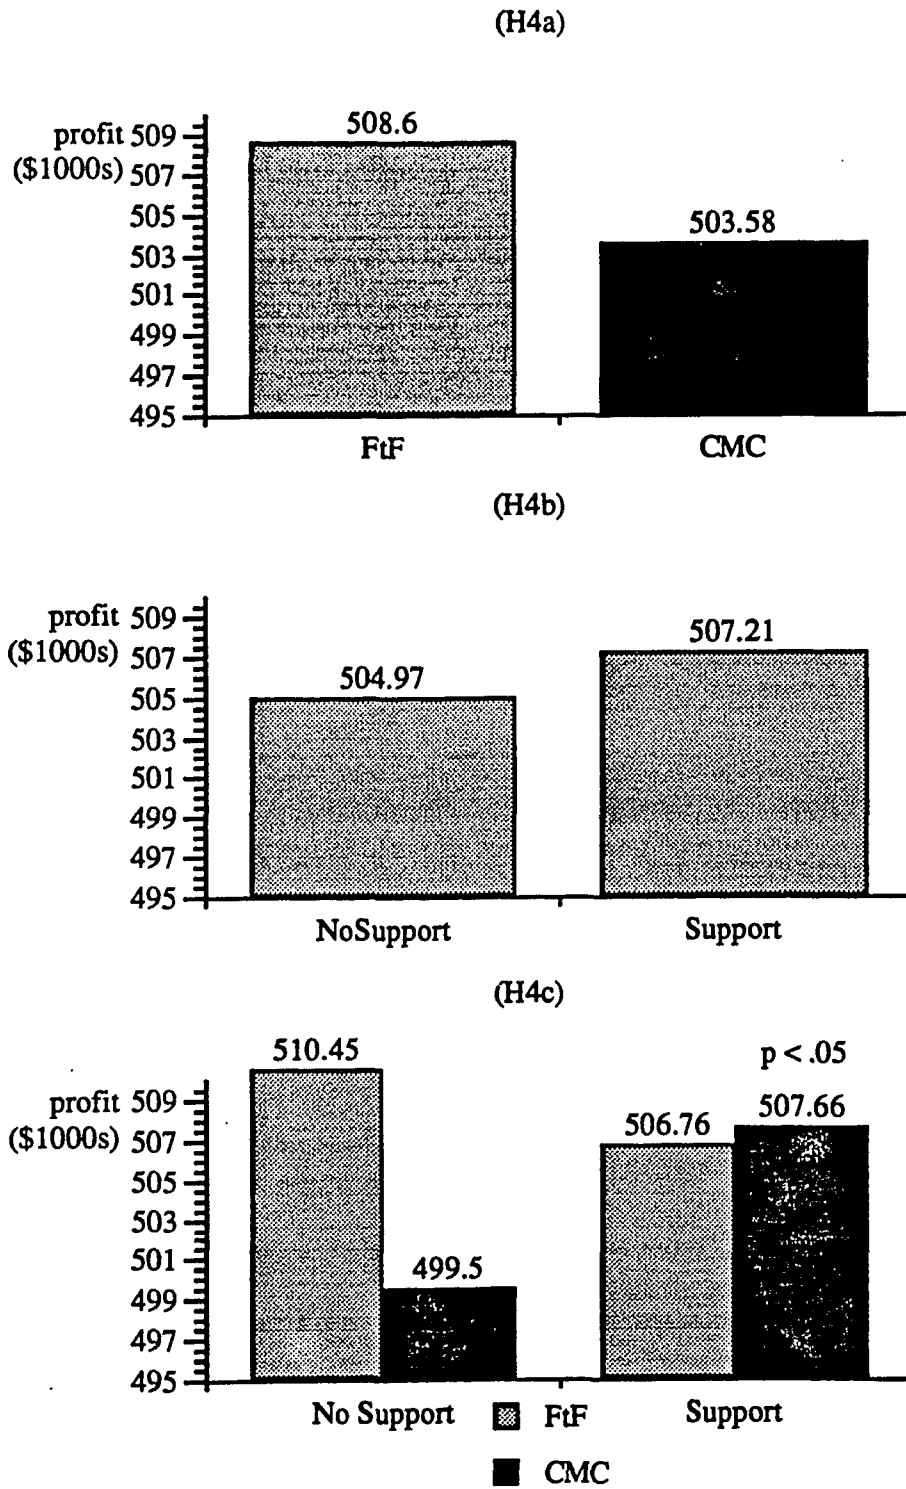 (H4a)
profit
($1000s)
509
507
505
503
501
499
497
495
508.6
503.58
FtF
CMC
(H4b)
profit
($1000s)
509
507
505
503
501
499
497
495
504.97
507.21
NoSupport
Support
(H4c)
profit
($1000s)
509
507
505
503
501
499
497
495
510.45
499.5
506.76
p < .05
507.66
No Support
Support
FtF
CMC